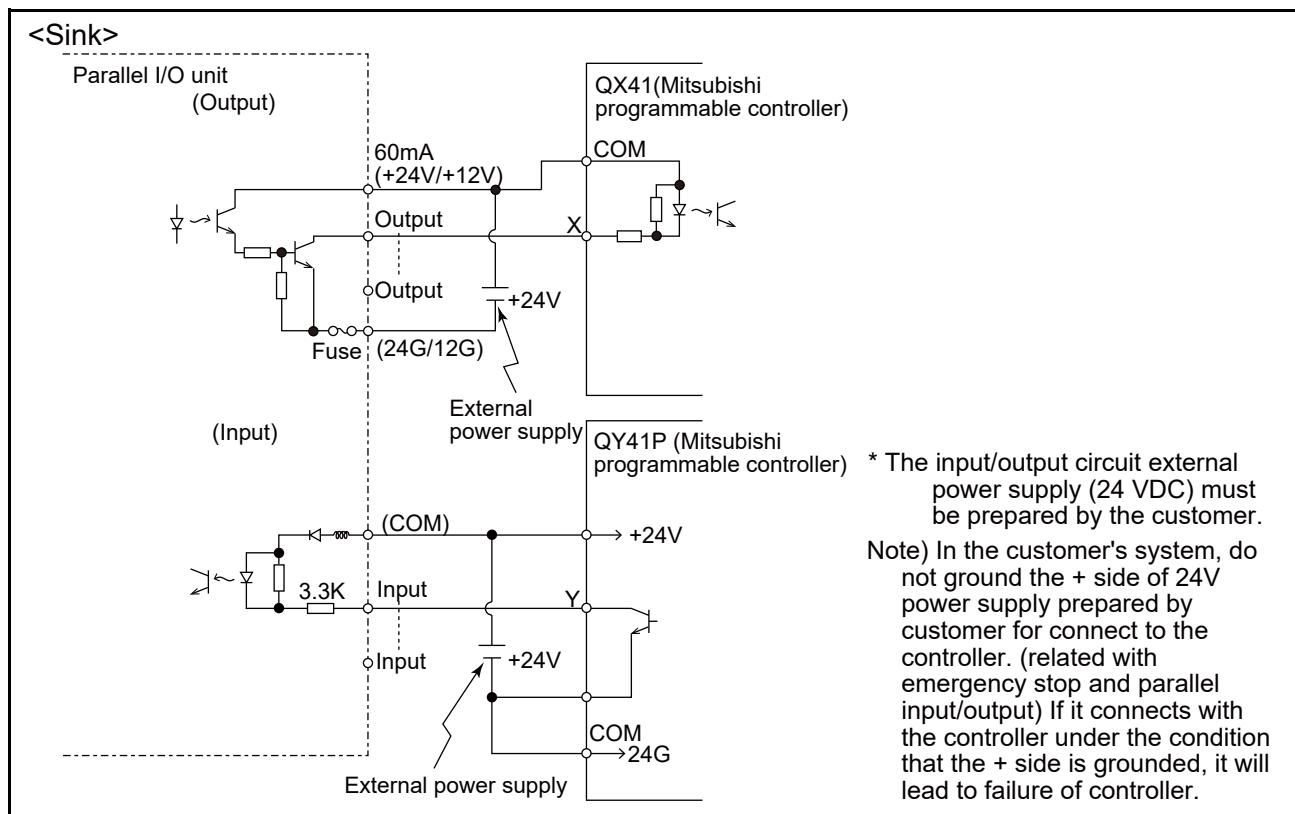 <Sink>
Parallel I/O unit
(Output)
QX41(Mitsubishi
programmable controller)
60mA
(+24V/+12V)
COM
Output
X
Output
+24V
Fuse
(24G/12G)
External
power supply
(Input)
QY41P (Mitsubishi
programmable controller)
(COM)
+24V
3.3K
Input
Y
Input
+24V
COM
24G
External power supply
* The input/output circuit external
power supply (24 VDC) must
be prepared by the customer.
Note) In the customer's system, do
not ground the + side of 24V
power supply prepared by
customer for connect to the
controller. (related with
emergency stop and parallel
input/output) If it connects with
the controller under the condition
that the + side is grounded, it will
lead to failure of controller.